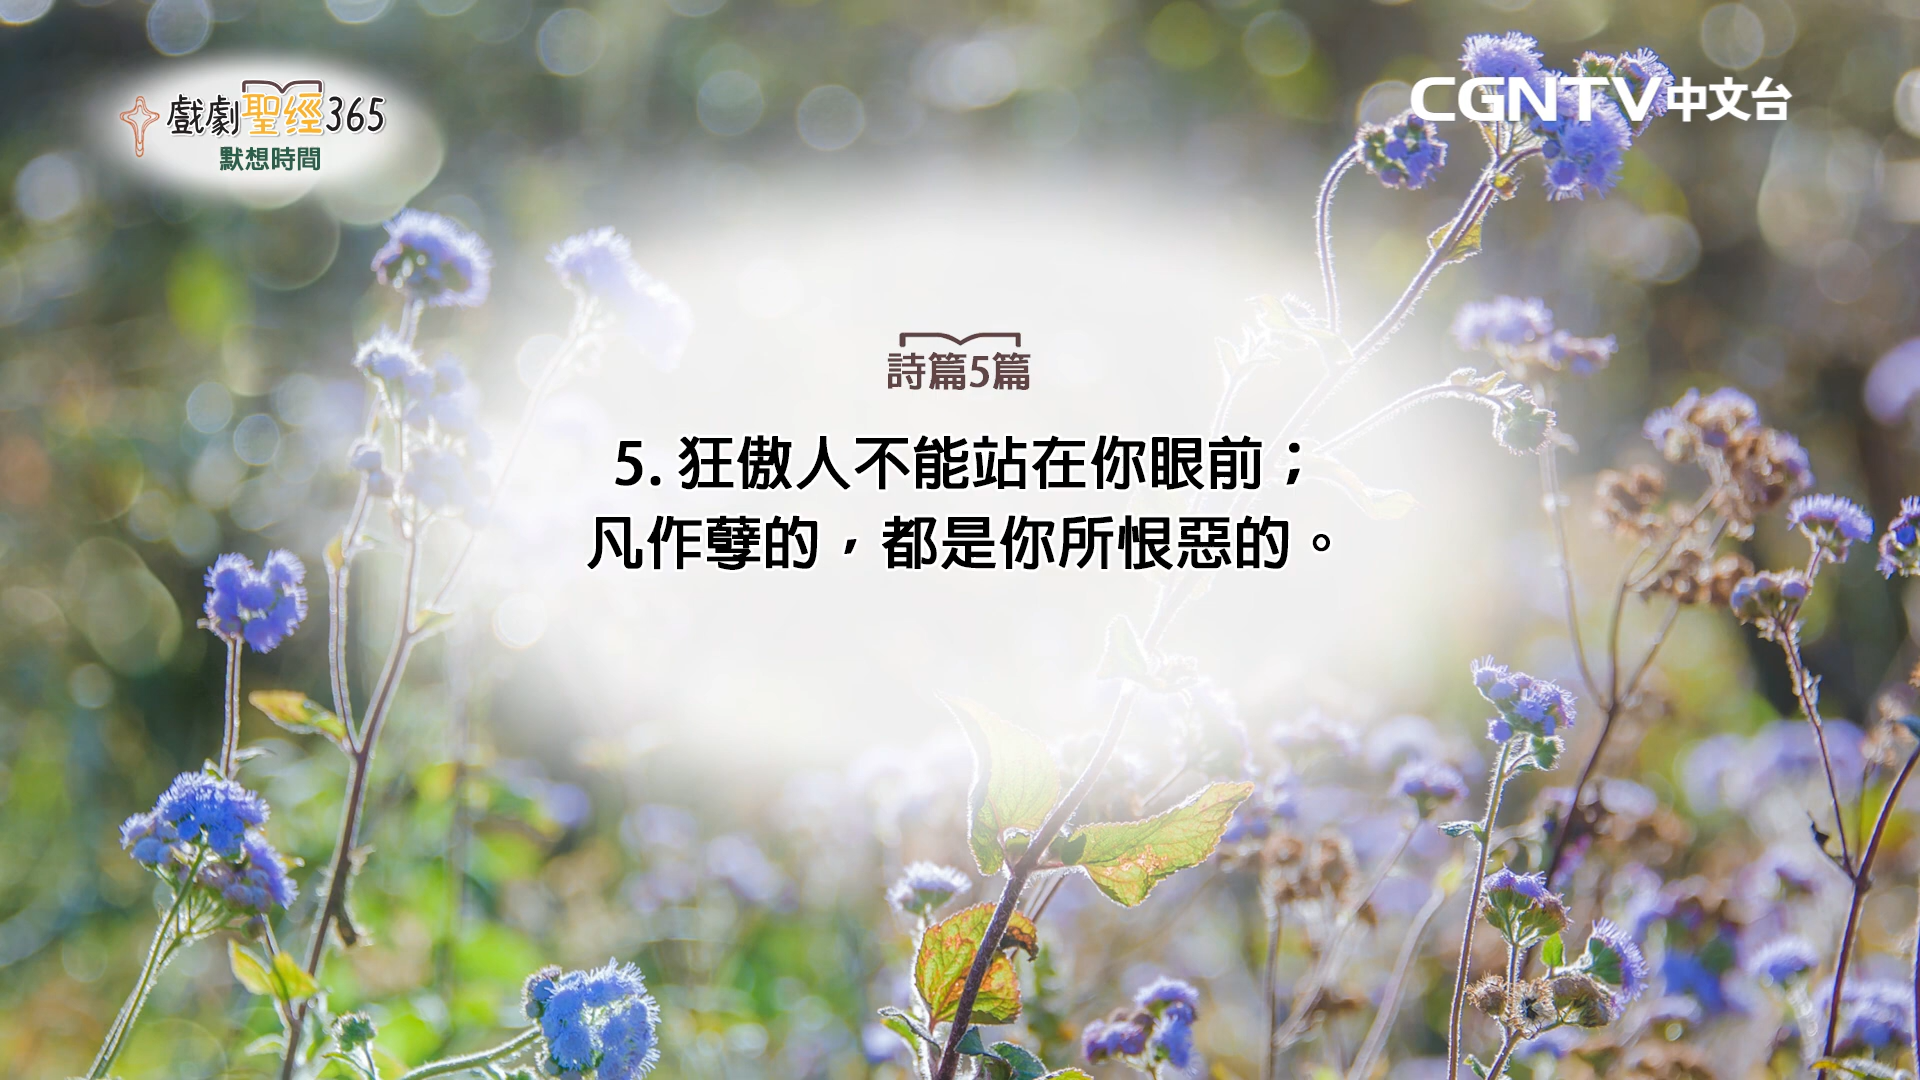 戲劇聖經365
默想時間
CGNTV中文台
詩篇5篇
5. 狂傲人不能站在你眼前；
凡作孽的，都是你所恨惡的。